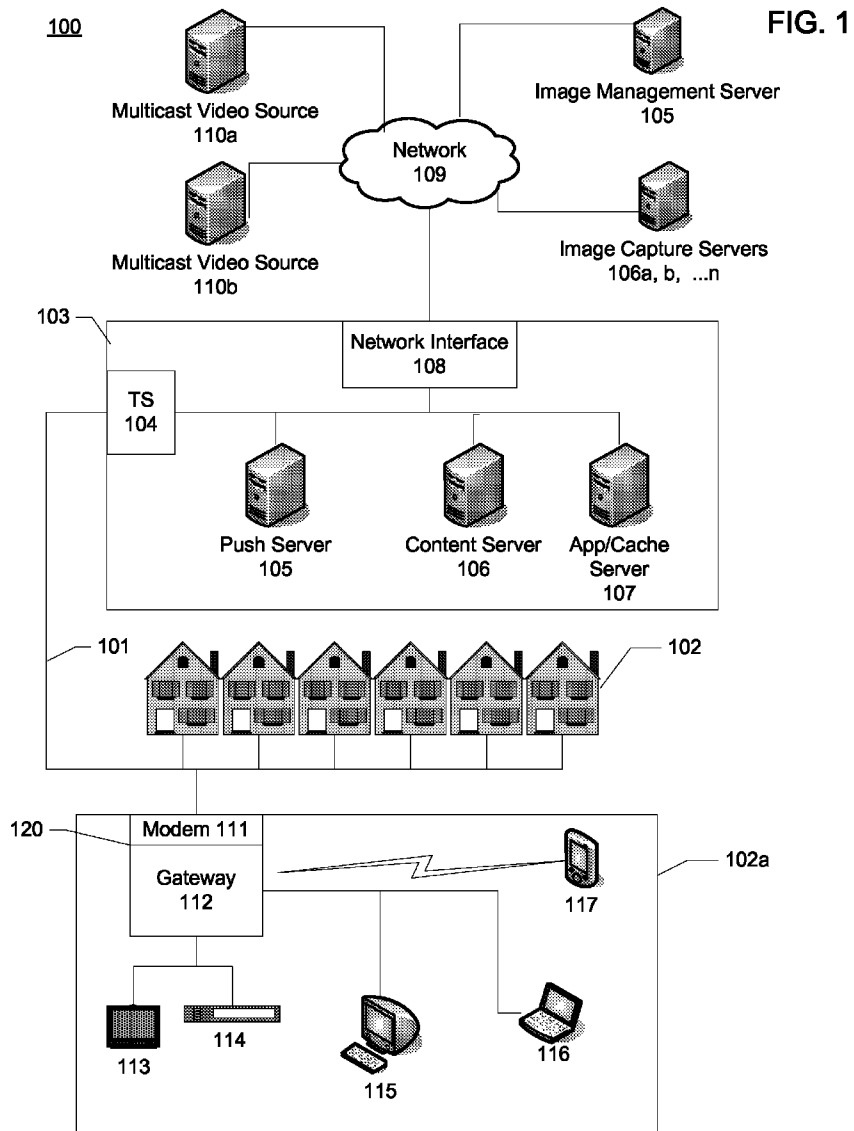 100
FIG. 1
Multicast Video Source
110a
Image Management Server
105
Network
109
Multicast Video Source
110b
Image Capture Servers
106a, b, ...n
103
Network Interface
108
TS
104
Push Server
105
Content Server
106
App/Cache
Server
107
101
102
120
Modem 111
Gateway
112
117
102a
113
114
115
116